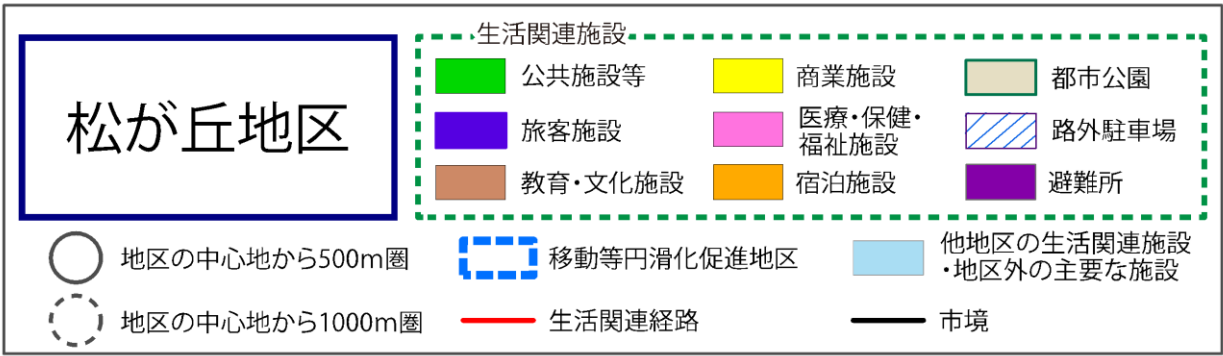 松が丘地区
生活関連施設
公共施設等
商業施設
都市公園
旅客施設
医療・保健・
福祉施設
路外駐車場
教育・文化施設
宿泊施設
避難所
地区の中心地から500m圏
移動等円滑化促進地区
他地区の生活関連施設
・地区外の主要な施設
地区の中心地から1000m圏
生活関連経路
市境